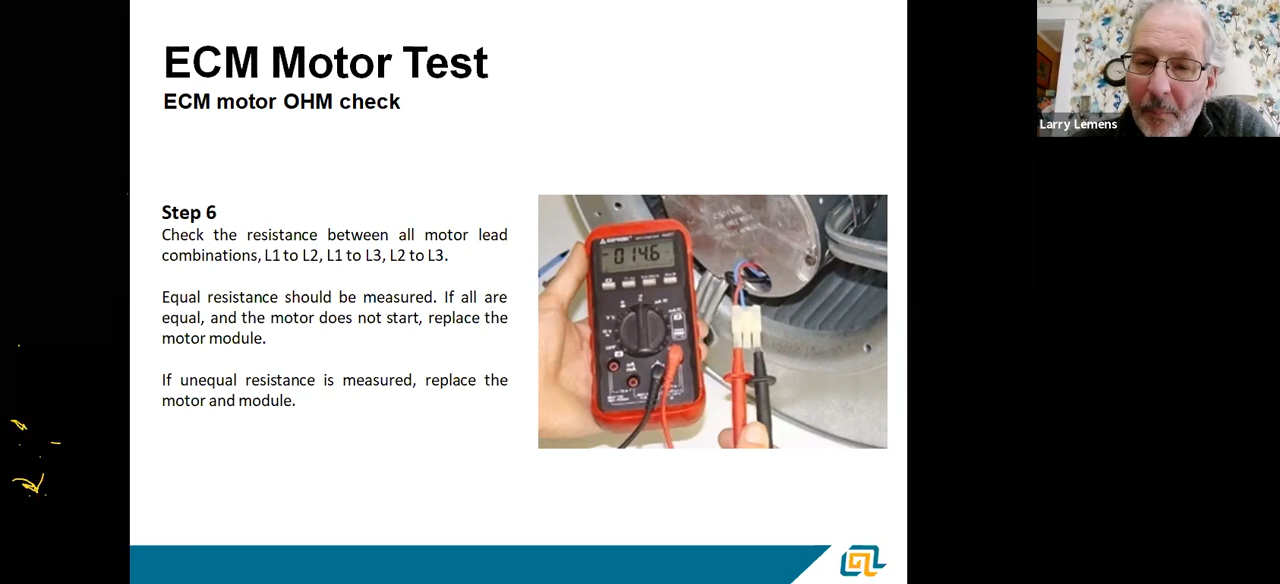 ECM Motor Test
ECM motor OHM check
Step 6
Check the resistance between all motor lead
combinations, L1 to L2, L1 to L3, L2 to L3.
Equal resistance should be measured. If all are
equal, and the motor does not start, replace the
motor module.
If unequal resistance is measured, replace the
motor and module.
014.6
Larry Lemens